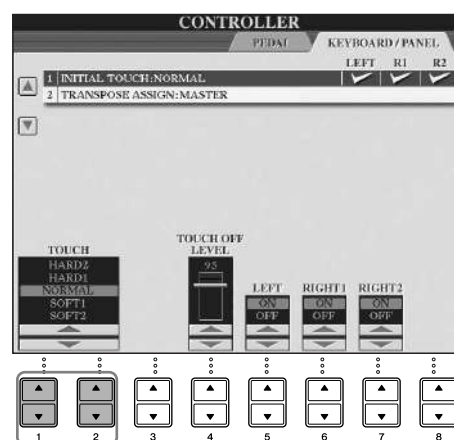 CONTROLLER
PEDAL KEYBOARD / PANEL
LEFT R1 R2
1 INITIAL TOUCH:NORMAL
2 TRANSPOSE ASSIGN:MASTER
TOUCH
HARD2
HARD1
NORMAL
SOFT1
SOFT2
TOUCH OFF
LEVEL
95
LEFT RIGHT1 RIGHT2
ON ON ON
OFF OFF OFF
1 2 3 4 5 6 7 8